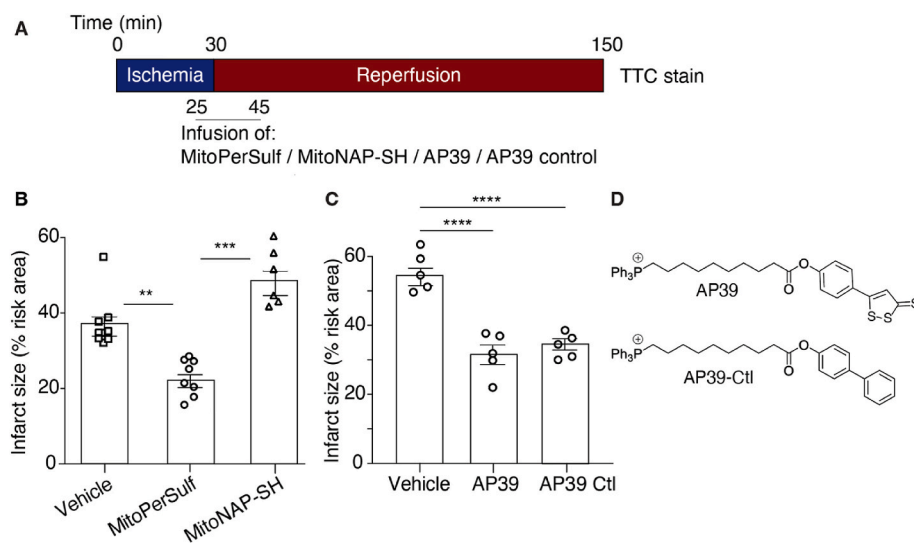 A
Time (min)
0 30 150
Ischemia Reperfusion TTC stain
25 45
Infusion of:
MitoPerSulf / MitoNAP-SH / AP39 / AP39 control
B
Infarct size (% risk area)
60
40
20
0
**
***
Vehicle
MitoPerSulf
MitoNAP-SH
C
Infarct size (% risk area)
60
40
20
0
****
****
Vehicle AP39 AP39 Ctl
D
Ph3P
+
O
O
S S
S
AP39
Ph3P
+
O
O
AP39-Ctl